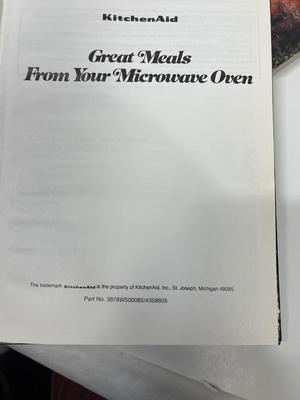 KitchenAid
Great Meals
From Your Microwave Oven
The trademark KitchenAid is the property of KitchenAid, Inc., St. Joseph, Michigan 49085.
Part No. 3878W500085/4358805